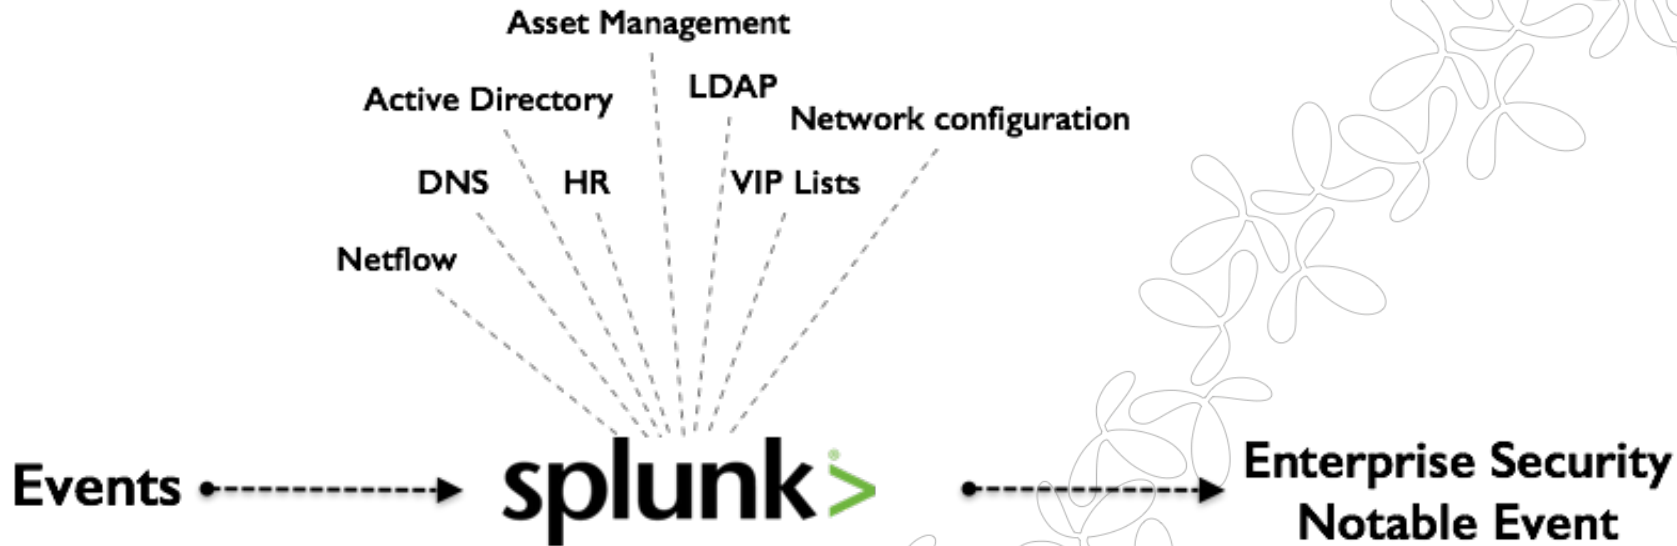 Asset Management
LDAP
Active Directory
Network configuration
DNS
HR
VIP Lists
Netflow
Events
splunk>®
Enterprise Security
Notable Event